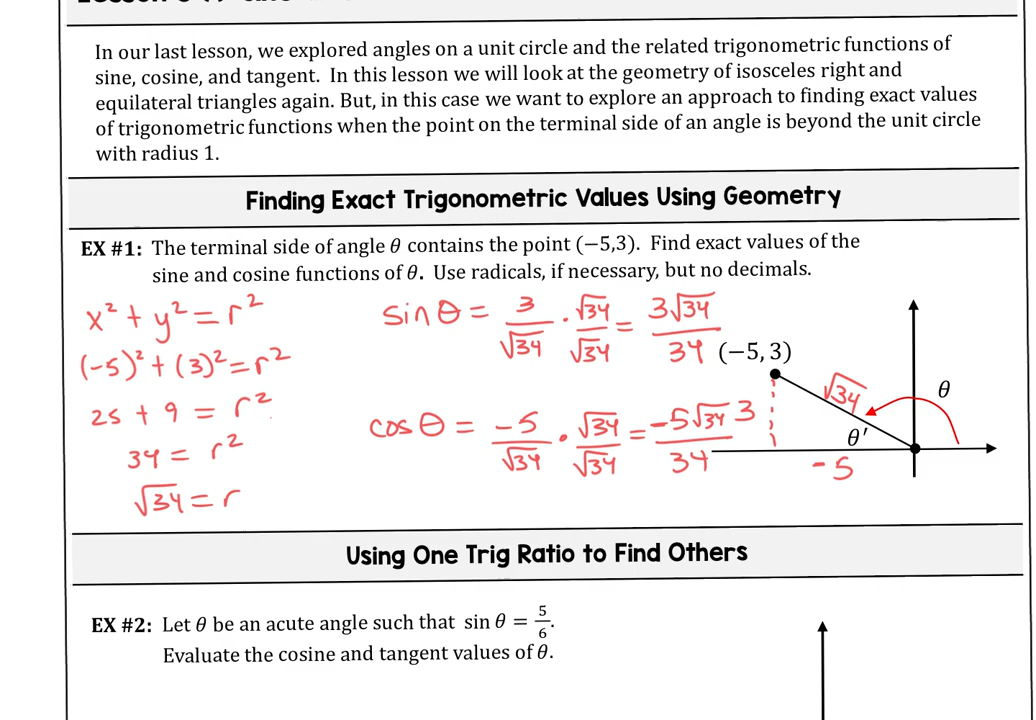 In our last lesson, we explored angles on a unit circle and the related trigonometric functions of
sine, cosine, and tangent. In this lesson we will look at the geometry of isosceles right and
equilateral triangles again. But, in this case we want to explore an approach to finding exact values
of trigonometric functions when the point on the terminal side of an angle is beyond the unit circle
with radius 1.
Finding Exact Trigonometric Values Using Geometry
EX #1: The terminal side of angle θ contains the point (−5,3). Find exact values of the
sine and cosine functions of θ. Use radicals, if necessary, but no decimals.
x² + y² = r²
(-5)² + (3)² = r²
25 + 9 = r²
34 = r²
√34 = r
sin θ = 3/√34 · √34/√34 = 3√34/34
cos θ = -5/√34 · √34/√34 = -5√34/34
(−5, 3)
√34
θ
3
θ′
-5
Using One Trig Ratio to Find Others
EX #2: Let θ be an acute angle such that sin θ = 5/6.
Evaluate the cosine and tangent values of θ.